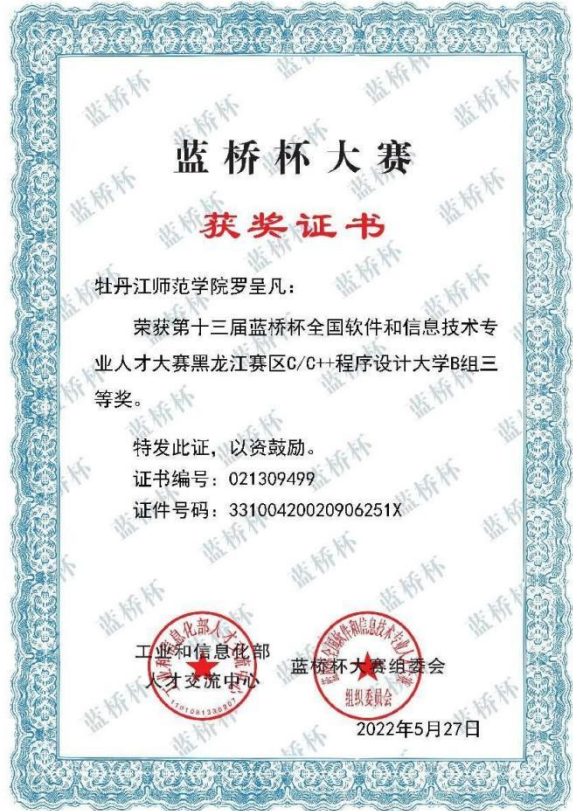 蓝桥杯大赛
获奖证书
牡丹江师范学院罗呈凡：
荣获第十三届蓝桥杯全国软件和信息技术专
业人才大赛黑龙江赛区C/C++程序设计大学B组三
等奖。
特发此证，以资鼓励。
证书编号：021309499
证件号码：33100420020906251X
工业和信息化部
人才交流中心
蓝桥杯大赛组委会
组织委员会
2022年5月27日